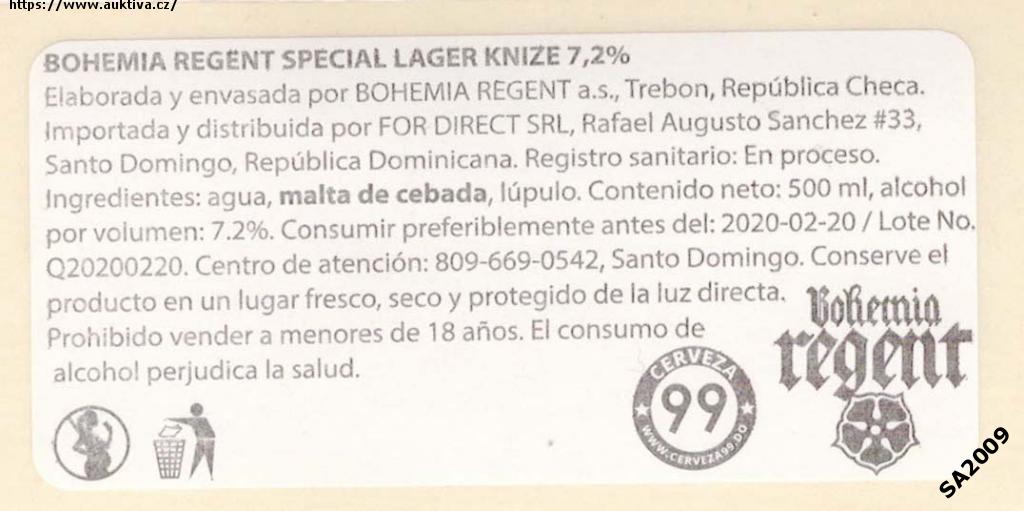 https://www.auktiva.cz/
BOHEMIA REGENT SPECIAL LAGER KNIZE 7,2%
Elaborada y envasada por BOHEMIA REGENT a.s., Trebon, República Checa.
Importada y distribuida por FOR DIRECT SRL, Rafael Augusto Sanchez #33,
Santo Domingo, República Dominicana. Registro sanitario: En proceso.
Ingredientes: agua, malta de cebada, lúpulo. Contenido neto: 500 ml, alcohol
por volumen: 7.2%. Consumir preferiblemente antes del: 2020-02-20 / Lote No.
Q20200220. Centro de atención: 809-669-0542, Santo Domingo. Conserve el
producto en un lugar fresco, seco y protegido de la luz directa.
Prohibido vender a menores de 18 años. El consumo de
alcohol perjudica la salud.
Bohemia
regent
CERVEZA
99
WWW.CERVEZA99.DO
SA2009